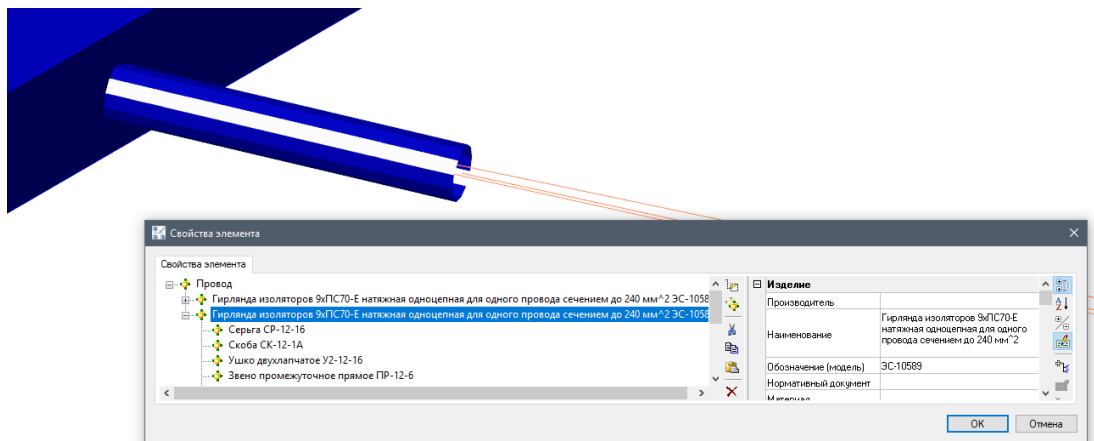 Свойства элемента
Свойства элемента
Провод
Гирлянда изоляторов 9хПС70-Е натяжная одноцепная для одного провода сечением до 240 мм^2 ЭС-1058
Гирлянда изоляторов 9хПС70-Е натяжная одноцепная для одного провода сечением до 240 мм^2 ЭС-1058
Серьга СР-12-16
Скоба СК-12-1А
Ушко двухлапчатое У2-12-16
Звено промежуточное прямое ПР-12-6
Изделие
Производитель
Наименование
Гирлянда изоляторов 9хПС70-Е
натяжная одноцепная для одного
провода сечением до 240 мм^2
Обозначение (модель)
ЭС-10589
Нормативный документ
Материал
OK
Отмена